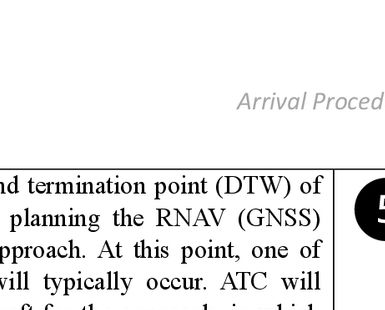 Arrival Proced
nd termination point (DTW) of
planning the RNAV (GNSS)
pproach. At this point, one of
will typically occur. ATC will
5